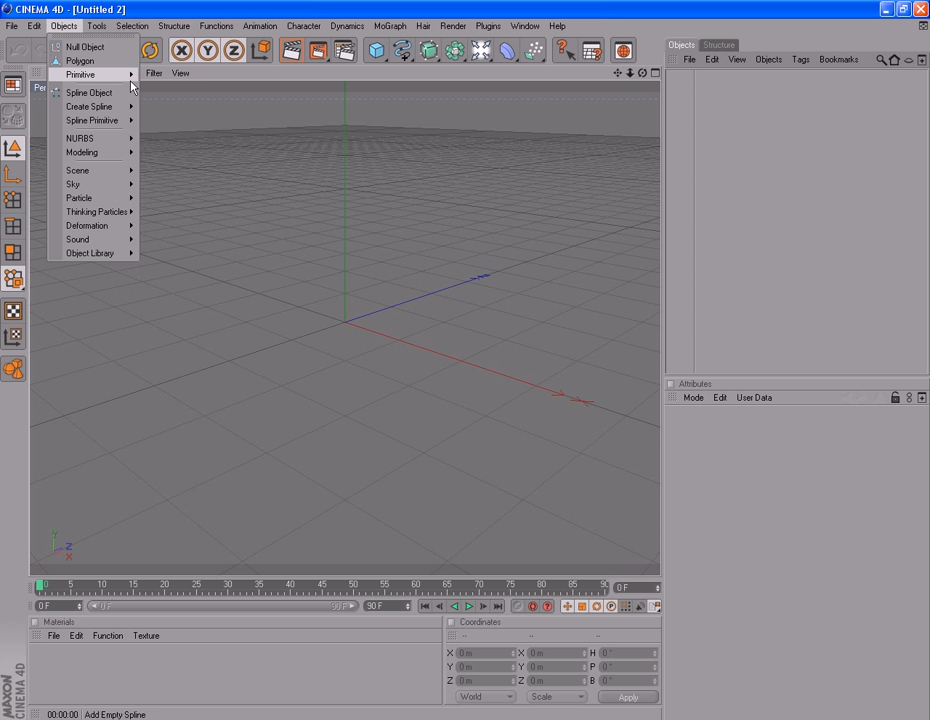 CINEMA 4D - [Untitled 2]
File Edit Objects Tools Selection Structure Functions Animation Character Dynamics MoGraph Hair Render Plugins Window Help
Null Object
Polygon
Primitive
Spline Object
Create Spline
Spline Primitive
NURBS
Modeling
Scene
Sky
Particle
Thinking Particles
Deformation
Sound
Object Library
Filter View
Per
X Y Z
Objects Structure
File Edit View Objects Tags Bookmarks
Attributes
Mode Edit User Data
Y
Z
X
0 5 10 15 20 25 30 35 40 45 50 55 60 65 70 75 80 85 90
0 F
0 F 0 F 90 F 90 F
Materials
File Edit Function Texture
Coordinates
-- -- --
X 0 m X 0 m H 0 °
Y 0 m Y 0 m P 0 °
Z 0 m Z 0 m B 0 °
World Scale Apply
MAXON
CINEMA 4D
00:00:00 Add Empty Spline